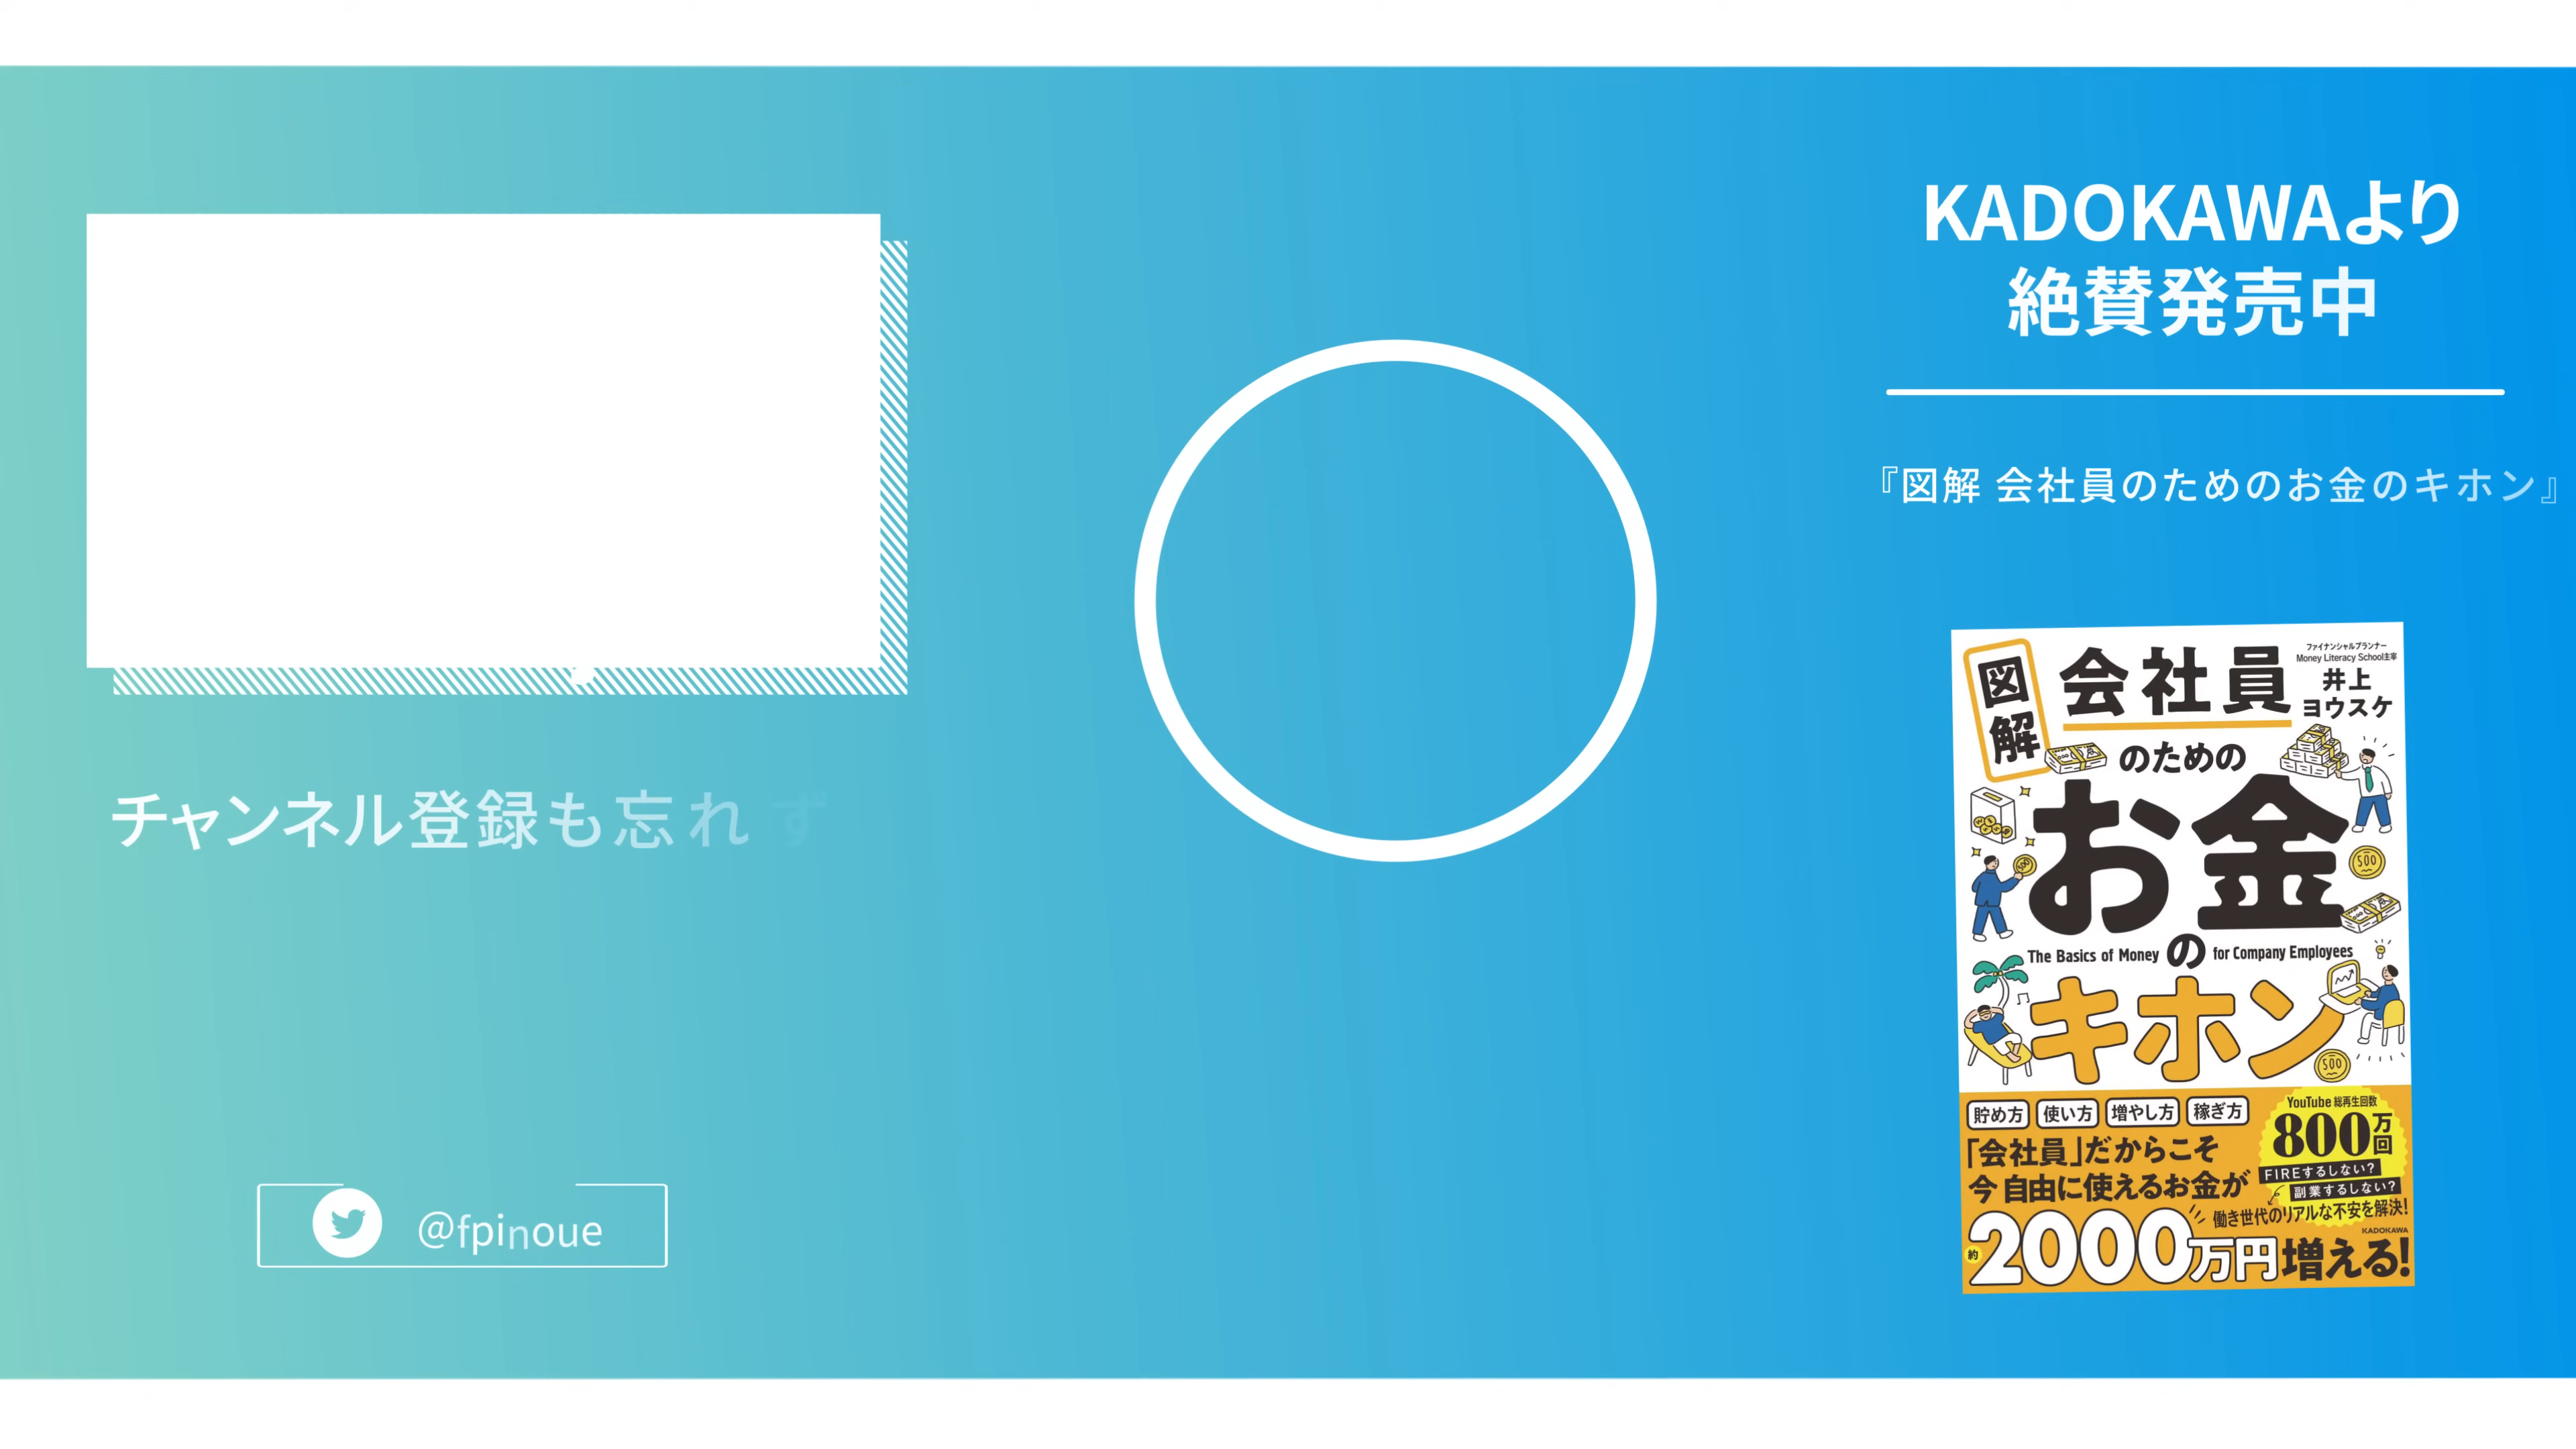 チャンネル登録も忘れず
@fpinoue
KADOKAWAより
絶賛発売中
『図解 会社員のためのお金のキホン』
図解
会社員
ファイナンシャルプランナー
Money Literacy School主宰
井上
ヨウスケ
のための
お金
The Basics of Money の for Company Employees
キホン
500
500
貯め方 使い方 増やし方 稼ぎ方
YouTube 総再生回数
800万回
「会社員」だからこそ
今 自由に使えるお金が
FIREするしない?
副業するしない?
働き世代のリアルな不安を解決!
KADOKAWA
約2000万円増える!